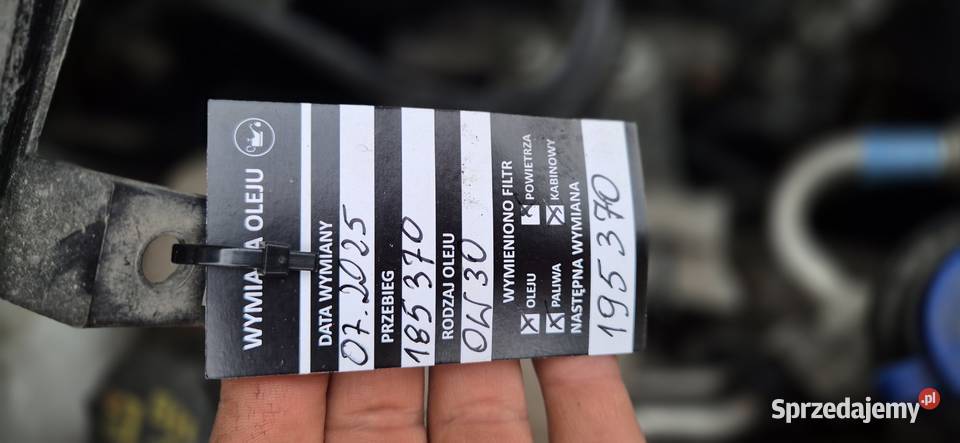 WYMIANA OLEJU
DATA WYMIANY
07.2025
PRZEBIEG
185 370
RODZAJ OLEJU
0W30
WYMIENIONO FILTR
OLEJU POWIETRZA
PALIWA KABINOWY
NASTĘPNA WYMIANA
195 370
Sprzedajemy.pl